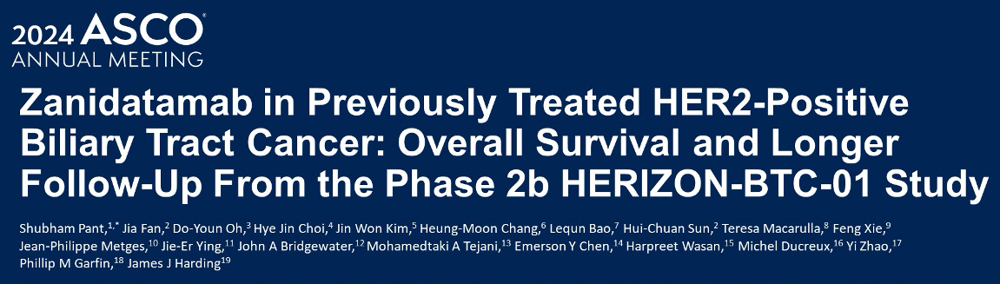 2024 ASCO®
ANNUAL MEETING
Zanidatamab in Previously Treated HER2-Positive
Biliary Tract Cancer: Overall Survival and Longer
Follow-Up From the Phase 2b HERIZON-BTC-01 Study
Shubham Pant,1,* Jia Fan,2 Do-Youn Oh,3 Hye Jin Choi,4 Jin Won Kim,5 Heung-Moon Chang,6 Lequn Bao,7 Hui-Chuan Sun,2 Teresa Macarulla,8 Feng Xie,9
Jean-Philippe Metges,10 Jie-Er Ying,11 John A Bridgewater,12 Mohamedtaki A Tejani,13 Emerson Y Chen,14 Harpreet Wasan,15 Michel Ducreux,16 Yi Zhao,17
Phillip M Garfin,18 James J Harding19